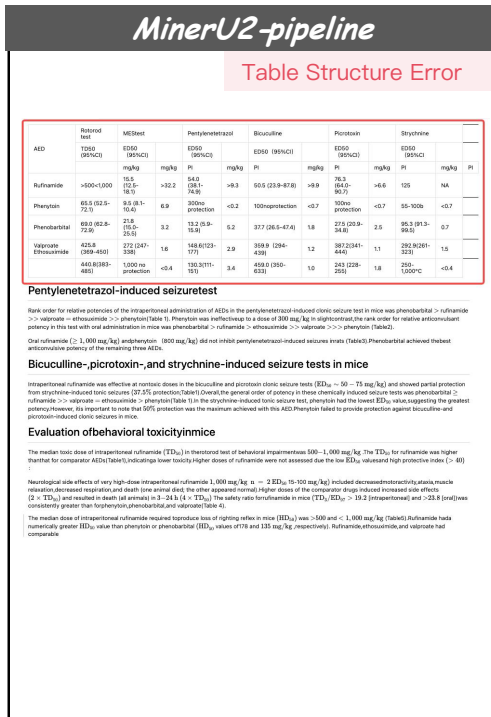 MinerU2-pipeline
Table Structure Error
AED Rotorod test MEStest Pentylenetetrazol Bicuculline Picrotoxin Strychnine
TD50 (95%CI) ED50 (95%CI) ED50 (95%CI) ED50 (95%CI) ED50 (95%CI) ED50 (95%CI)
mg/kg mg/kg PI mg/kg PI mg/kg PI mg/kg PI mg/kg PI
Rufinamide >500<1,000 15.5 (12.5-18.1) >32.2 54.0 (38.1-74.9) >9.3 50.5 (23.9-87.8) >9.9 76.3 (64.0-90.7) >6.6 125 NA
Phenytoin 65.5 (52.5-72.1) 9.5 (8.1-10.4) 6.9 300no protection <0.2 100noprotection <0.7 100no protection <0.7 55-100b <0.7
Phenobarbital 69.0 (62.8-72.9) 21.8 (15.0-25.5) 3.2 13.2 (5.9-15.9) 5.2 37.7 (26.5-47.4) 1.8 27.5 (20.9-34.8) 2.5 95.3 (91.3-99.5) 0.7
Valproate Ethosuximide 425.8 (369-450) 272 (247-338) 1.6 148.6(123-177) 2.9 359.9 (294-439) 1.2 387.2(341-444) 1.1 292.9(261-323) 1.5
440.8(383-485) 1,000 no protection <0.4 130.3(111-151) 3.4 459.0 (350-633) 1.0 243 (228-255) 1.8 250-1,000°C <0.4
Pentylenetetrazol-induced seizuretest
Rank order for relative potencies of the intraperitoneal administration of AEDs in the pentylenetetrazol-induced clonic seizure test in mice was phenobarbital > rufinamide
>> valproate = ethosuximide >> phenytoin(Table 1). Phenytoin was ineffectiveup to a dose of 300 mg/kg In slightcontrast,the rank order for relative anticonvulsant
potency in this test with oral administration in mice was phenobarbital > rufinamide > ethosuximide >> valproate >>> phenytoin (Table2).
Oral rufinamide (≥ 1,000 mg/kg) andphenytoin (800 mg/kg) did not inhibit pentylenetetrazol-induced seizures inrats (Table3).Phenobarbital achieved thebest
anticonvulsive potency of the remaining three AEDs.
Bicuculline-,picrotoxin-,and strychnine-induced seizure tests in mice
Intraperitoneal rufinamide was effective at nontoxic doses in the bicuculline and picrotoxin clonic seizure tests (ED50 ∼ 50 − 75 mg/kg) and showed partial protection
from strychnine-induced tonic seizures (37.5% protection;Table1).Overall,the general order of potency in these chemically induced seizure tests was phenobarbital ≥
rufinamide >> valproate = ethosuximide > phenytoin(Table 1).In the strychnine-induced tonic seizure test, phenytoin had the lowest ED50 value,suggesting the greatest
potency.However, itis important to note that 50% protection was the maximum achieved with this AED.Phenytoin failed to provide protection against bicuculline-and
picrotoxin-induced clonic seizures in mice.
Evaluation ofbehavioral toxicityinmice
The median toxic dose of intraperitoneal rufinamide (TD50) in therotorod test of behavioral impairmentwas 500−1,000 mg/kg .The TD50 for rufinamide was higher
thanthat for comparator AEDs(Table1),indicatinga lower toxicity.Higher doses of rufinamide were not assessed due the low ED50 valuesand high protective index (> 40)
:
Neurological side effects of very high-dose intraperitoneal rufinamide 1,000 mg/kg n = 2 ED50 15-100 mg/kg] included decreasedmotoractivity,ataxia,muscle
relaxation,decreased respiration,and death (one animal died; the other appeared normal).Higher doses of the comparator drugs induced increased side effects
(2 × TD50) and resulted in death (all animals) in 3−24 h (4 × TD50) The safety ratio forrufinamide in mice (TD3/ED97 > 19.2 [intraperitoneal] and >23.8 [oral])was
consistently greater than forphenytoin,phenobarbital,and valproate(Table 4).
The median dose of intraperitoneal rufinamide required toproduce loss of righting reflex in mice (HD50) was >500 and < 1,000 mg/kg (Table6).Rufinamide hada
numerically greater HD50 value than phenytoin or phenobarbital (HD50 values of178 and 135 mg/kg ,respectively). Rufinamide,ethosuximide,and valproate had
comparable